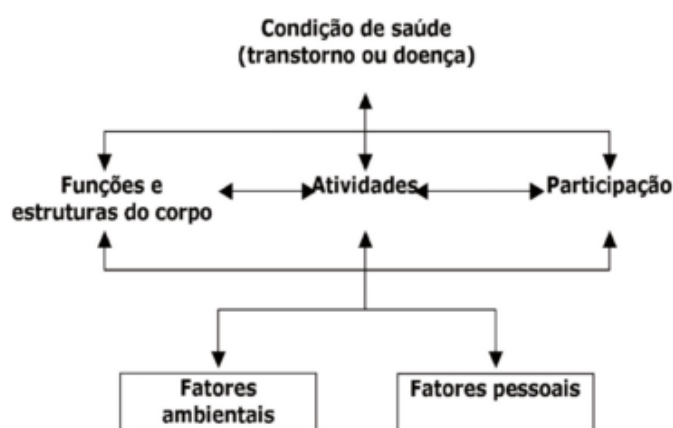 Condição de saúde
(transtorno ou doença)
Funções e
estruturas do corpo
Atividades
Participação
Fatores
ambientais
Fatores pessoais